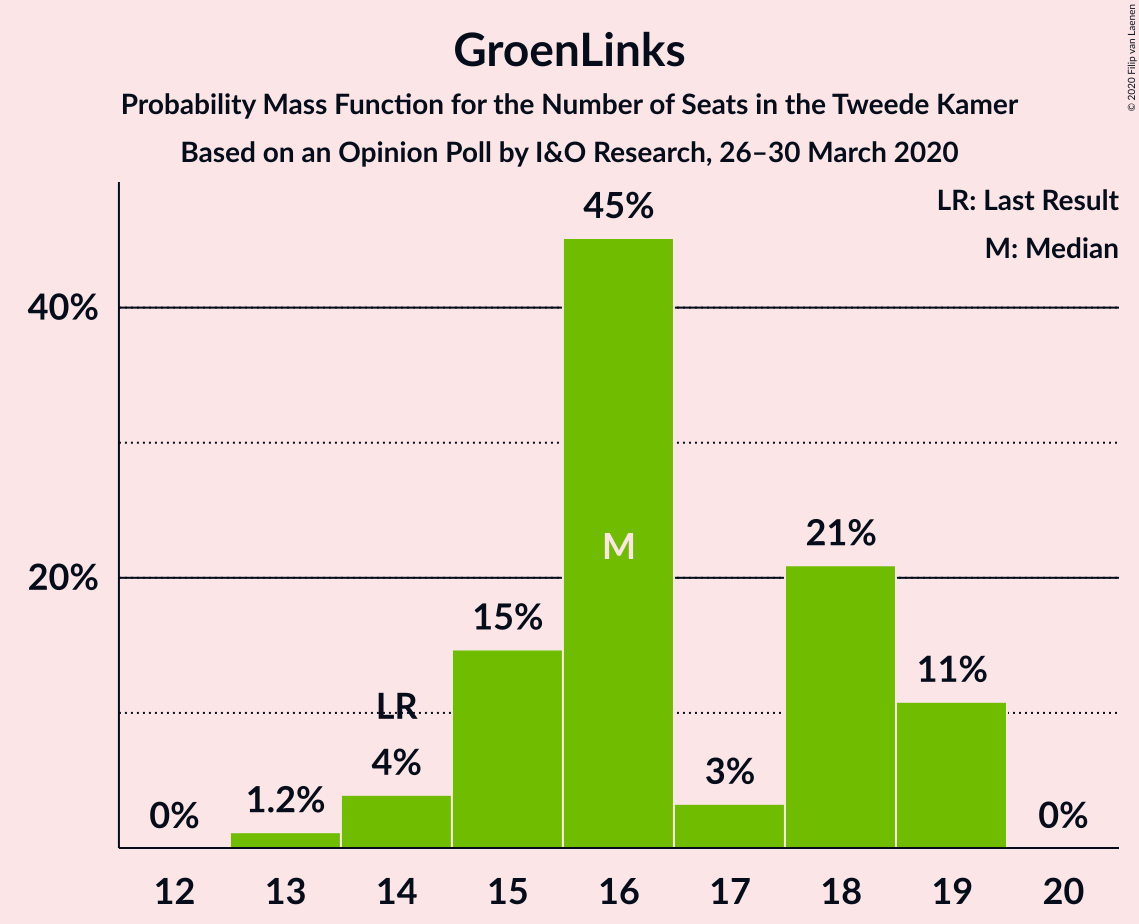 GroenLinks
Probability Mass Function for the Number of Seats in the Tweede Kamer
Based on an Opinion Poll by I&O Research, 26–30 March 2020
© 2020 Filip van Laenen
LR: Last Result
M: Median
45%
40%
M
21%
20%
15%
11%
LR
4%
3%
1.2%
0%
0%
12 13 14 15 16 17 18 19 20